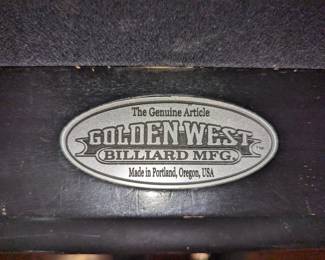 The Genuine Article
GOLDEN WEST
BILLIARD MFG.
Made in Portland, Oregon, USA